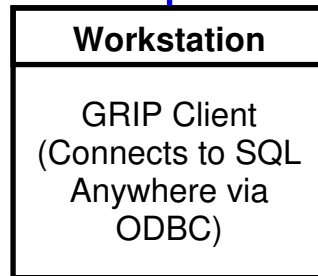 Workstation
GRIP Client
(Connects to SQL
Anywhere via
ODBC)